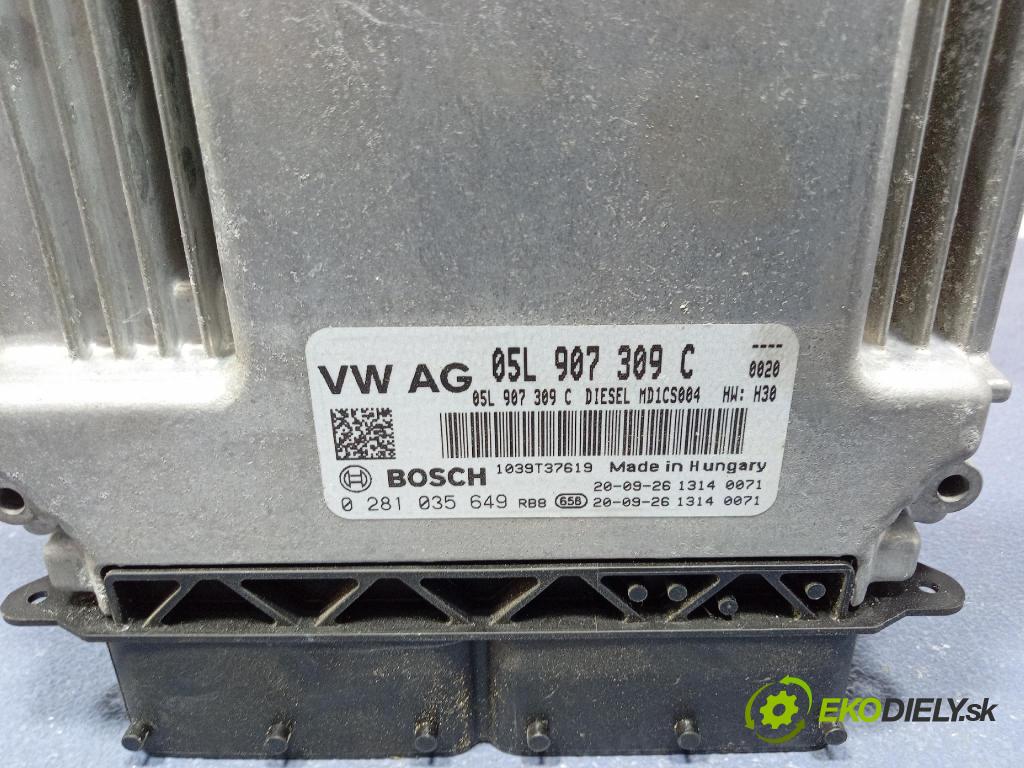 VW AG 05L 907 309 C ----
0020
05L 907 309 C DIESEL MD1CS004 HW: H30
BOSCH 1039T37619 Made in Hungary
20-09-26 1314 0071
0 281 035 649 RBB 658 20-09-26 1314 0071
EKODIELY.sk